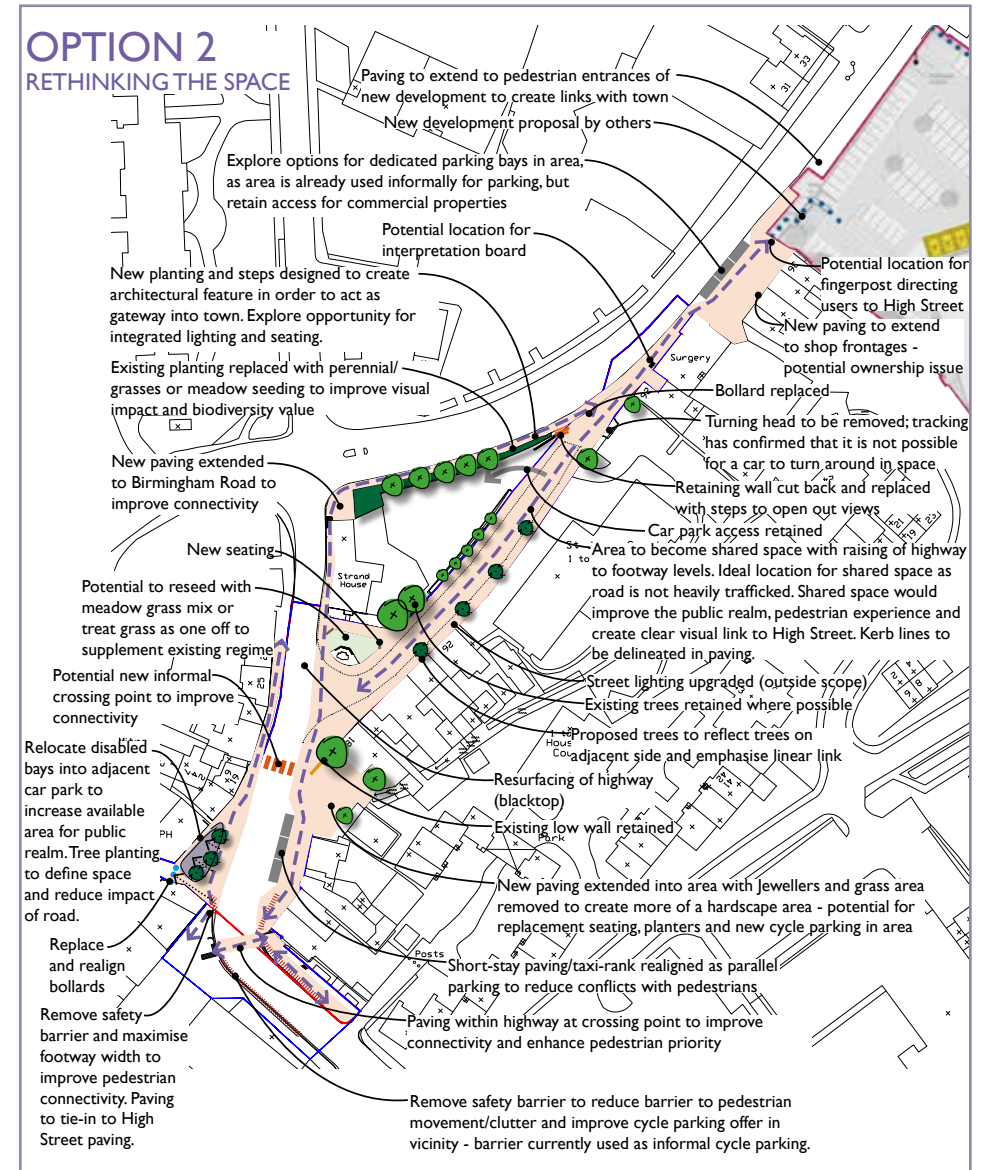 OPTION 2
RETHINKING THE SPACE
Paving to extend to pedestrian entrances of
new development to create links with town
New development proposal by others
Explore options for dedicated parking bays in area,
as area is already used informally for parking, but
retain access for commercial properties
Potential location for
interpretation board
New planting and steps designed to create
architectural feature in order to act as
gateway into town. Explore opportunity for
integrated lighting and seating.
Existing planting replaced with perennial/
grasses or meadow seeding to improve visual
impact and biodiversity value
New paving extended
to Birmingham Road to
improve connectivity
New seating
Potential to reseed with
meadow grass mix or
treat grass as one off to
supplement existing regime
Potential new informal
crossing point to improve
connectivity
Relocate disabled
bays into adjacent
car park to
increase available
area for public
realm. Tree planting
to define space
and reduce impact
of road.
Replace
and realign
bollards
Remove safety
barrier and maximise
footway width to
improve pedestrian
connectivity. Paving
to tie-in to High
Street paving.
Potential location for
fingerpost directing
users to High Street
New paving to extend
to shop frontages -
potential ownership issue
Bollard replaced
Turning head to be removed; tracking
has confirmed that it is not possible
for a car to turn around in space
Retaining wall cut back and replaced
with steps to open out views
Car park access retained
Area to become shared space with raising of highway
to footway levels. Ideal location for shared space as
road is not heavily trafficked. Shared space would
improve the public realm, pedestrian experience and
create clear visual link to High Street. Kerb lines to
be delineated in paving.
Street lighting upgraded (outside scope)
Existing trees retained where possible
Proposed trees to reflect trees on
adjacent side and emphasise linear link
Resurfacing of highway
(blacktop)
Existing low wall retained
New paving extended into area with Jewellers and grass area
removed to create more of a hardscape area - potential for
replacement seating, planters and new cycle parking in area
Short-stay paving/taxi-rank realigned as parallel
parking to reduce conflicts with pedestrians
Paving within highway at crossing point to improve
connectivity and enhance pedestrian priority
Remove safety barrier to reduce barrier to pedestrian
movement/clutter and improve cycle parking offer in
vicinity - barrier currently used as informal cycle parking.
33
31
Surgery
Strand
House
25
26
PH
Park
Posts